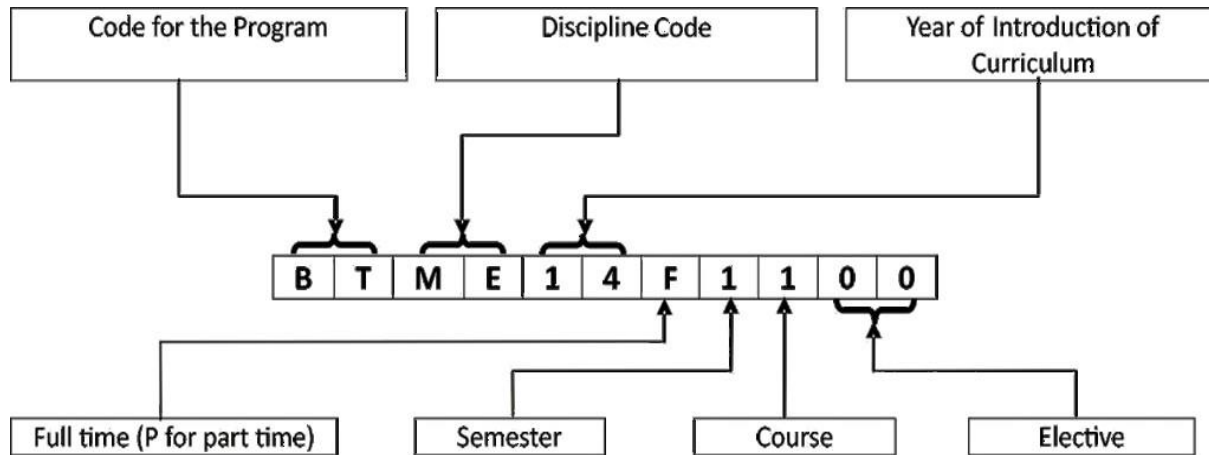 Code for the Program
Discipline Code
Year of Introduction of
Curriculum
B T M E 1 4 F 1 1 0 0
Full time (P for part time)
Semester
Course
Elective